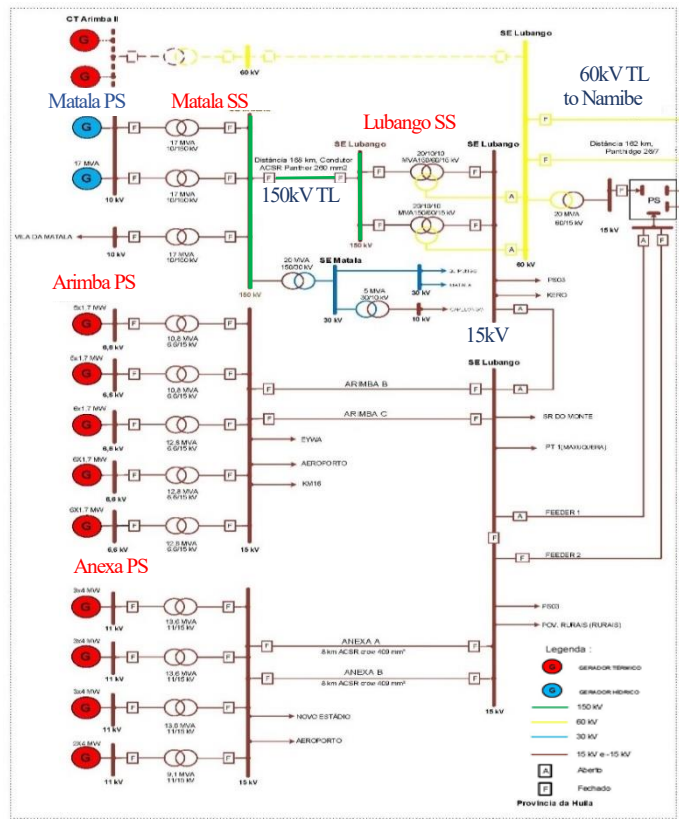 CT Arimba II
G
G
60 kV
SE Lubango
60kV TL
to Namibe
Matala PS
Matala SS
Lubango SS
G
17 MVA
10/150 kV
17 MVA
G
10 kV
17 MVA
10/150 kV
Distância 168 km, Condutor
ACSR Panther 260 mm2
150kV TL
SE Lubango
SE Lubango
20/10/10
MVA150/60/15 kV
20/10/10
MVA150/60/15 kV
150 kV
Distância 162 km,
20 MVA
60/15 kV
15 kV
PS
60 kV
VILA DA MATALA
10 kV
17 MVA
10/150 kV
20 MVA
150/30 kV
SE Matala
30 kV
30 kV
5 MVA
30/10 kV
10 kV
PS03
KERO
15kV
Arimba PS
G
6,6 kV
10,8 MVA
6.6/15 kV
G
6,6 kV
10,8 MVA
6.6/15 kV
6x1.7 MW
G
6,6 kV
12,8 MVA
6.6/15 kV
6X1.7 MW
G
6,6 kV
12,8 MVA
6.6/15 kV
6X1.7 MW
G
6,6 kV
12,8 MVA
6.6/15 kV
15 kV
ARIMBA B
ARIMBA C
EYWA
AEROPORTO
KM16
SE Lubango
SR DO MONTE
PT 1(MAXIQUEIRA)
FEEDER 1
FEEDER 2
Anexa PS
3x4 MW
G
11 kV
13,6 MVA
11/15 kV
3x4 MW
G
11 kV
13,6 MVA
11/15 kV
3x4 MW
G
11 kV
13,6 MVA
11/15 kV
2X4 MW
G
11 kV
9,1 MVA
11/15 kV
15 kV
ANEXA A
8 km ACSR crow 409 mm²
ANEXA B
8 km ACSR crow 409 mm²
NOVO ESTÁDIO
AEROPORTO
PS03
POV. RURAIS (RURAIS)
15 kV
Legenda :
G GERADOR TÉRMICO
G GERADOR HÍDRICO
150 kV
60 kV
30 kV
15 kV e -15 kV
A Aberto
F Fechado
Província da Huíla